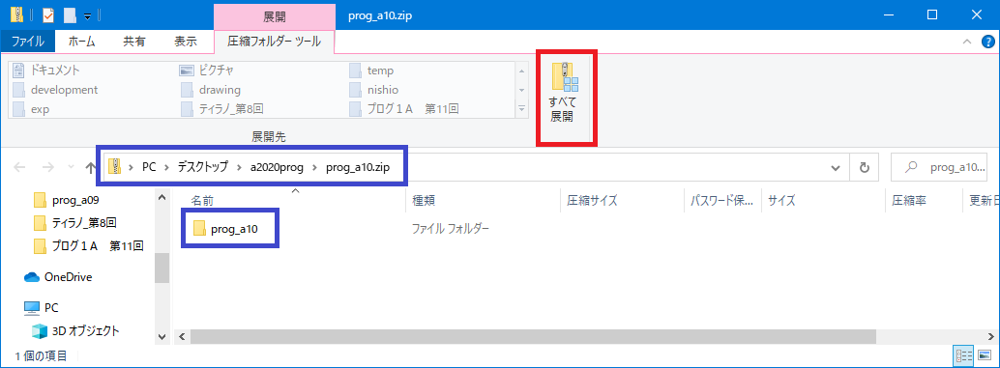 展開
prog_a10.zip
ファイル
ホーム
共有
表示
圧縮フォルダー ツール
ドキュメント
ピクチャ
temp
development
drawing
nishio
exp
ティラノ_第8回
プログ1A　第11回
展開先
すべて
展開
PC
デスクトップ
a2020prog
prog_a10.zip
prog_a10...
prog_a09
ティラノ_第8回
プログ1A　第11回
OneDrive
PC
3D オブジェクト
名前
種類
圧縮サイズ
パスワード保...
サイズ
圧縮率
更新日
prog_a10
ファイル フォルダー
1 個の項目